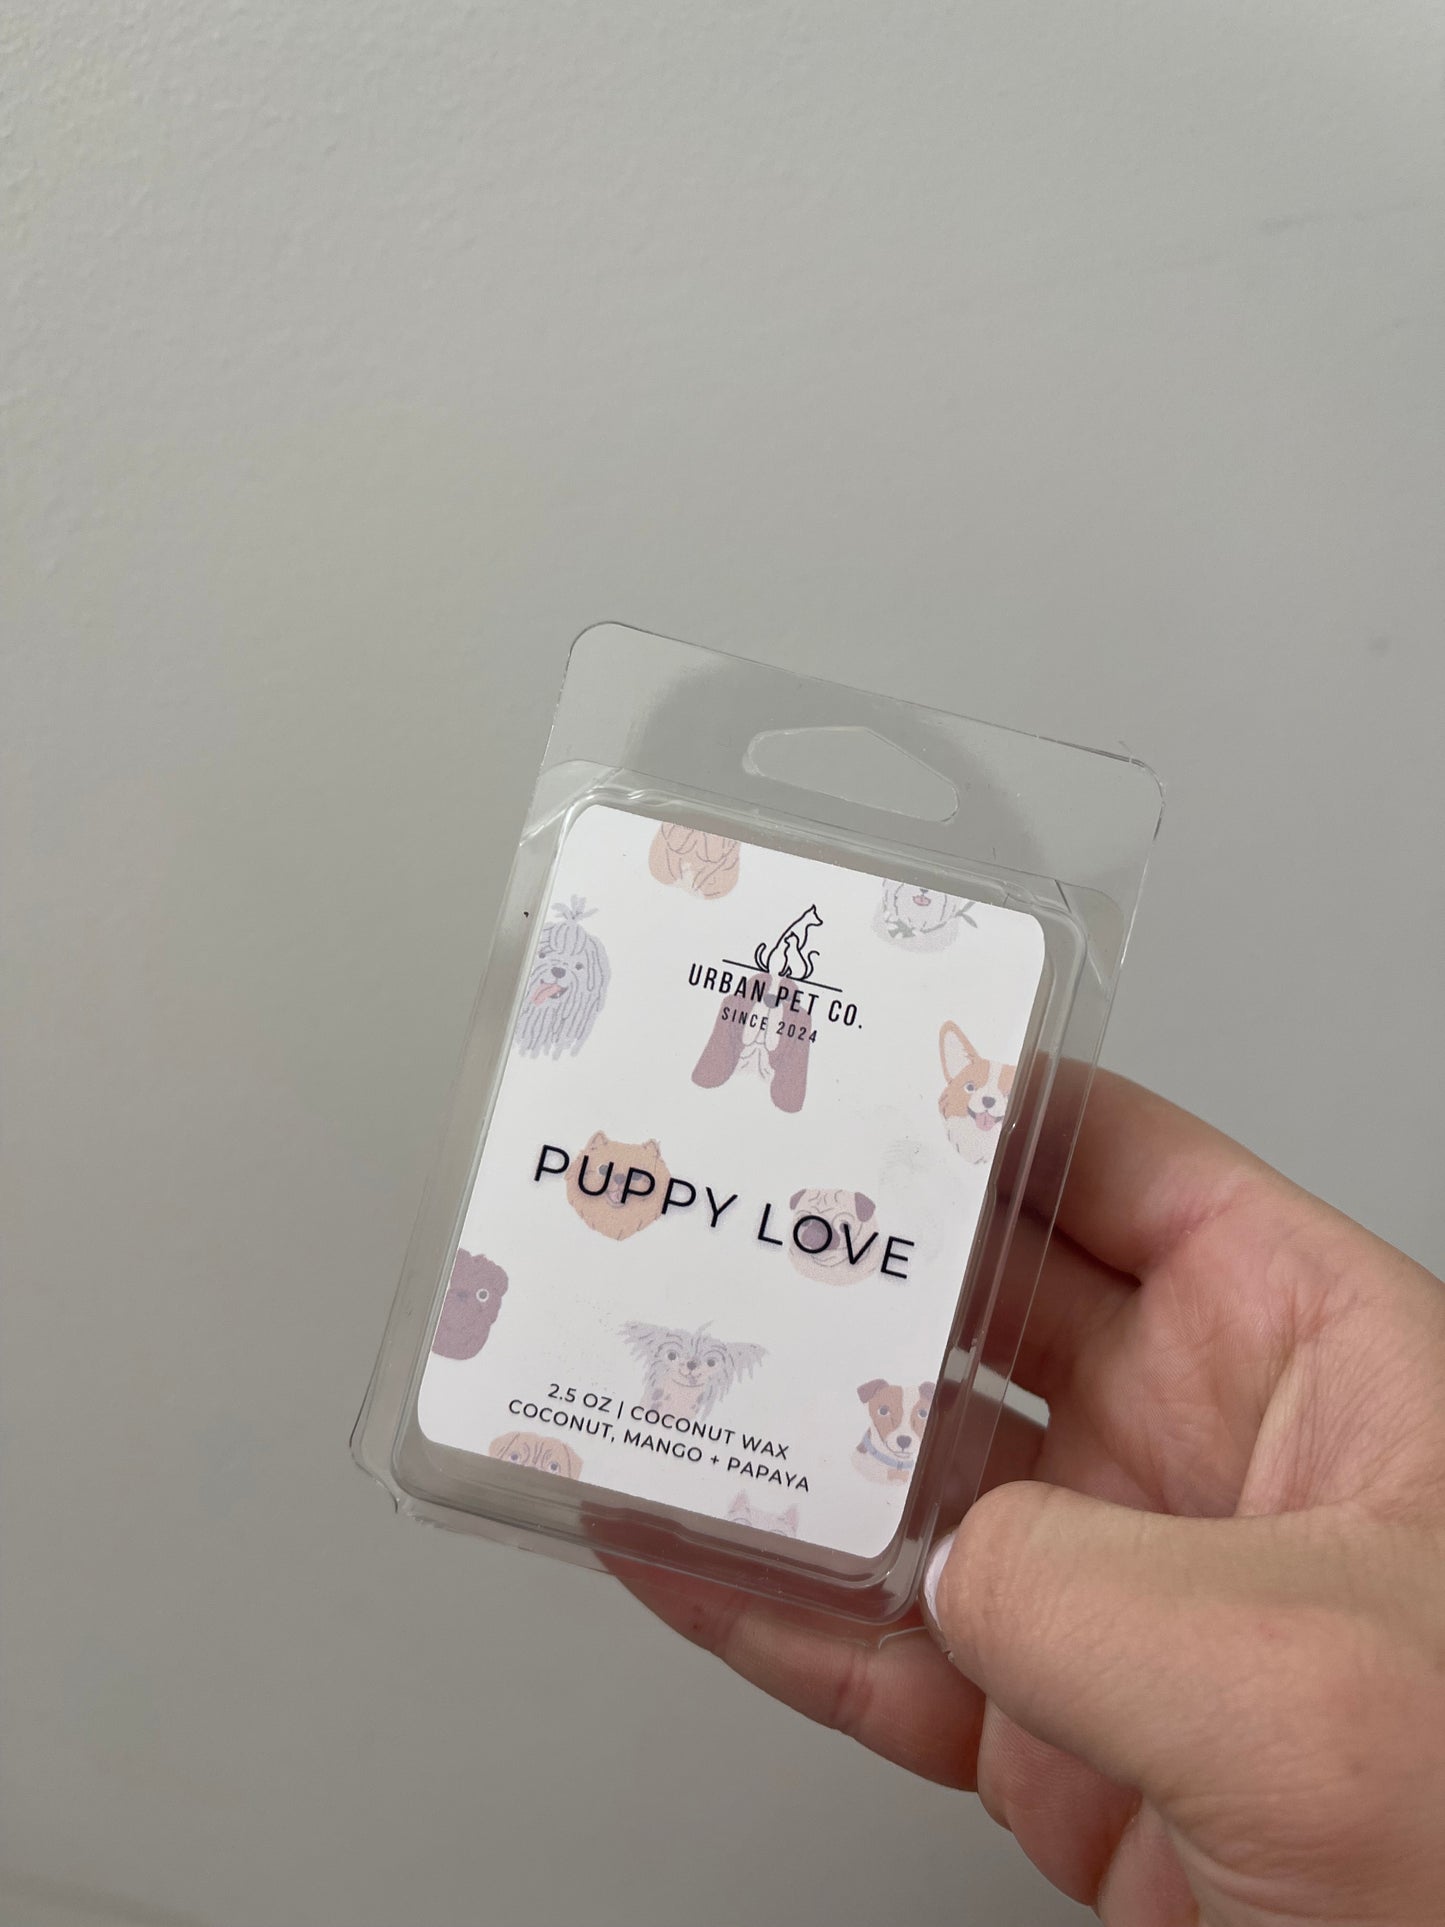 URBAN PET CO.
SINCE 2024
PUPPY LOVE
2.5 OZ | COCONUT WAX
COCONUT, MANGO + PAPAYA